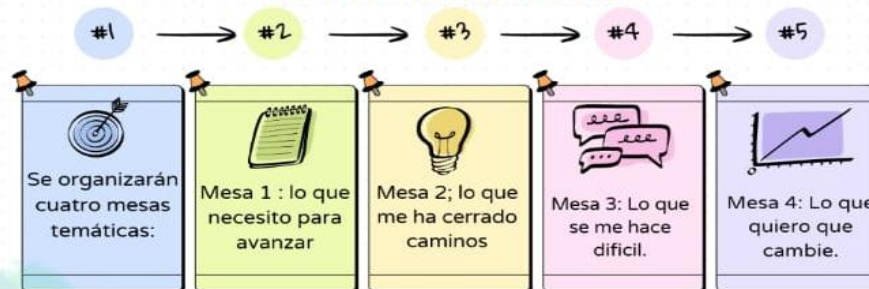 #1
#2
#3
#4
#5
Se organizarán
cuatro mesas
temáticas:
Mesa 1 : lo que
necesito para
avanzar
Mesa 2; lo que
me ha cerrado
caminos
Mesa 3: Lo que
se me hace
dificil.
Mesa 4: Lo que
quiero que
cambie.